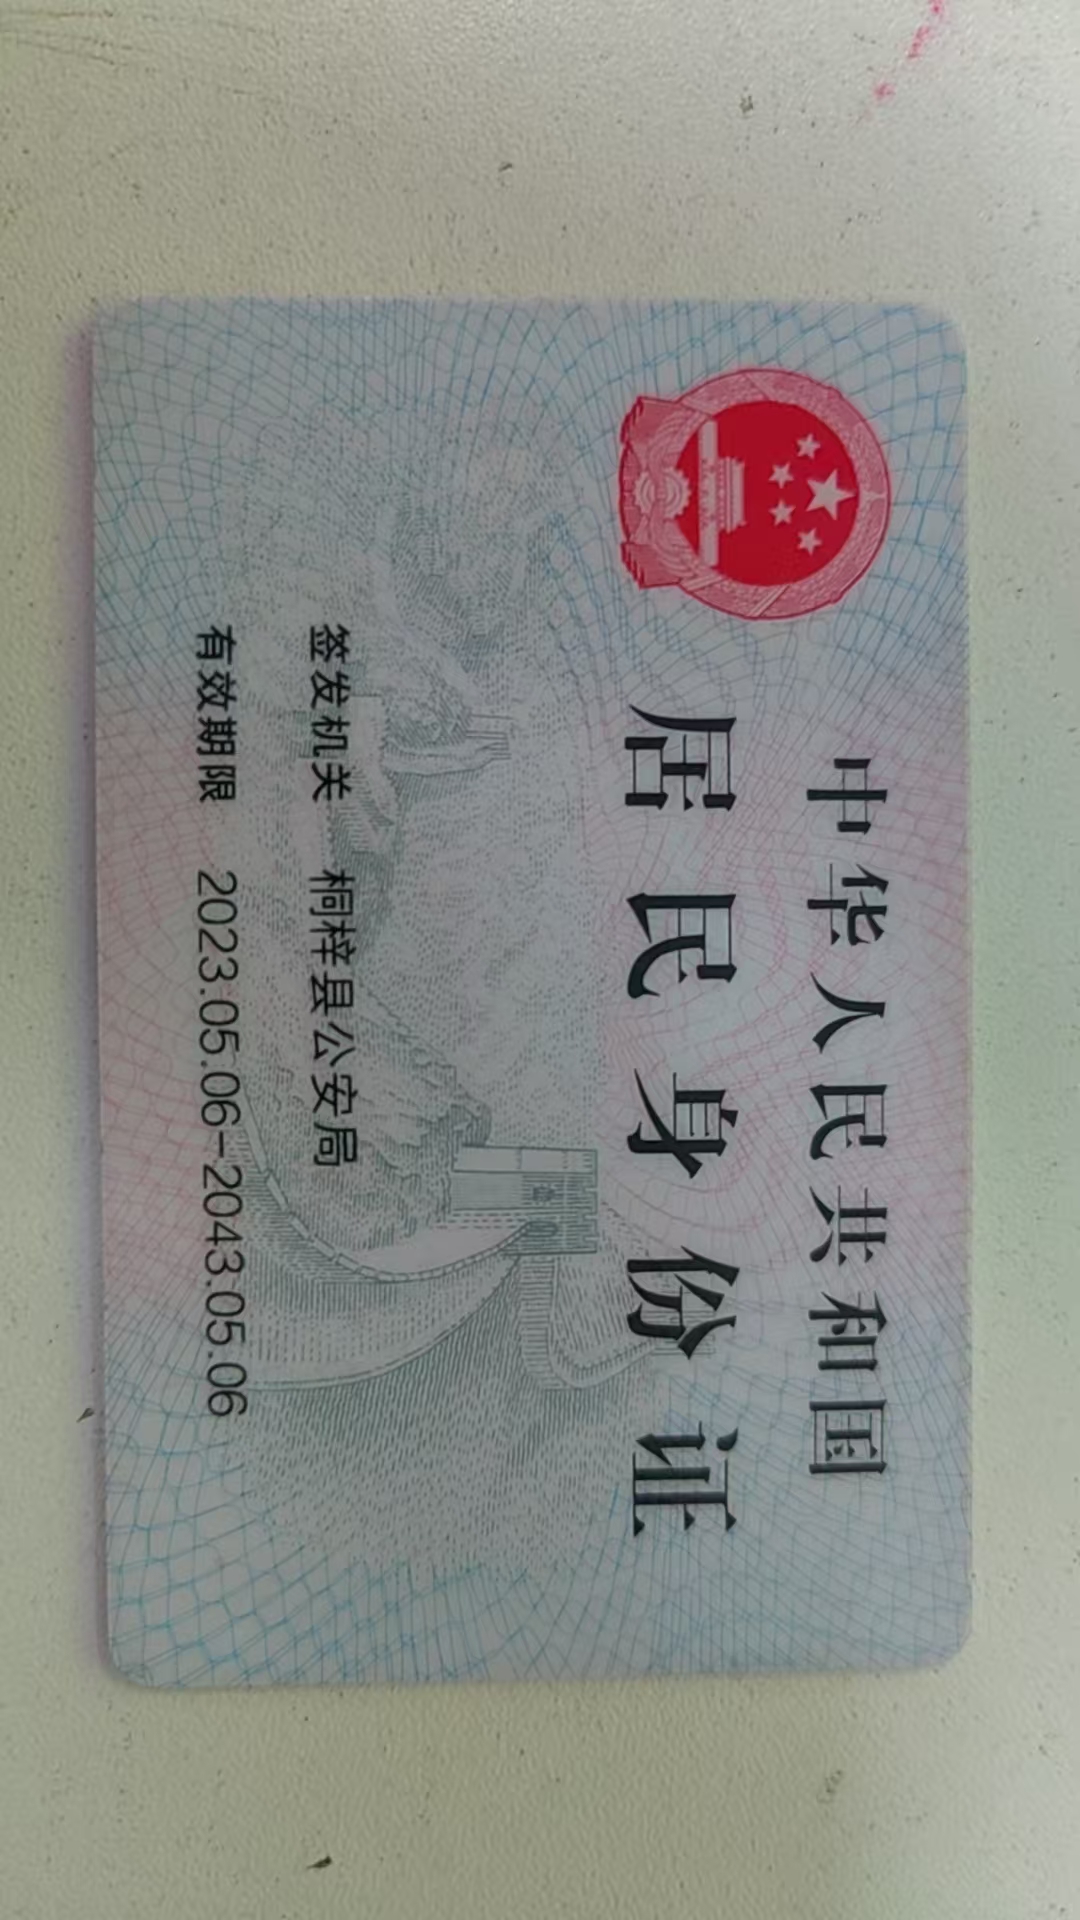 中华人民共和国
居民身份证
签发机关 桐梓县公安局
有效期限 2023.05.06-2043.05.06